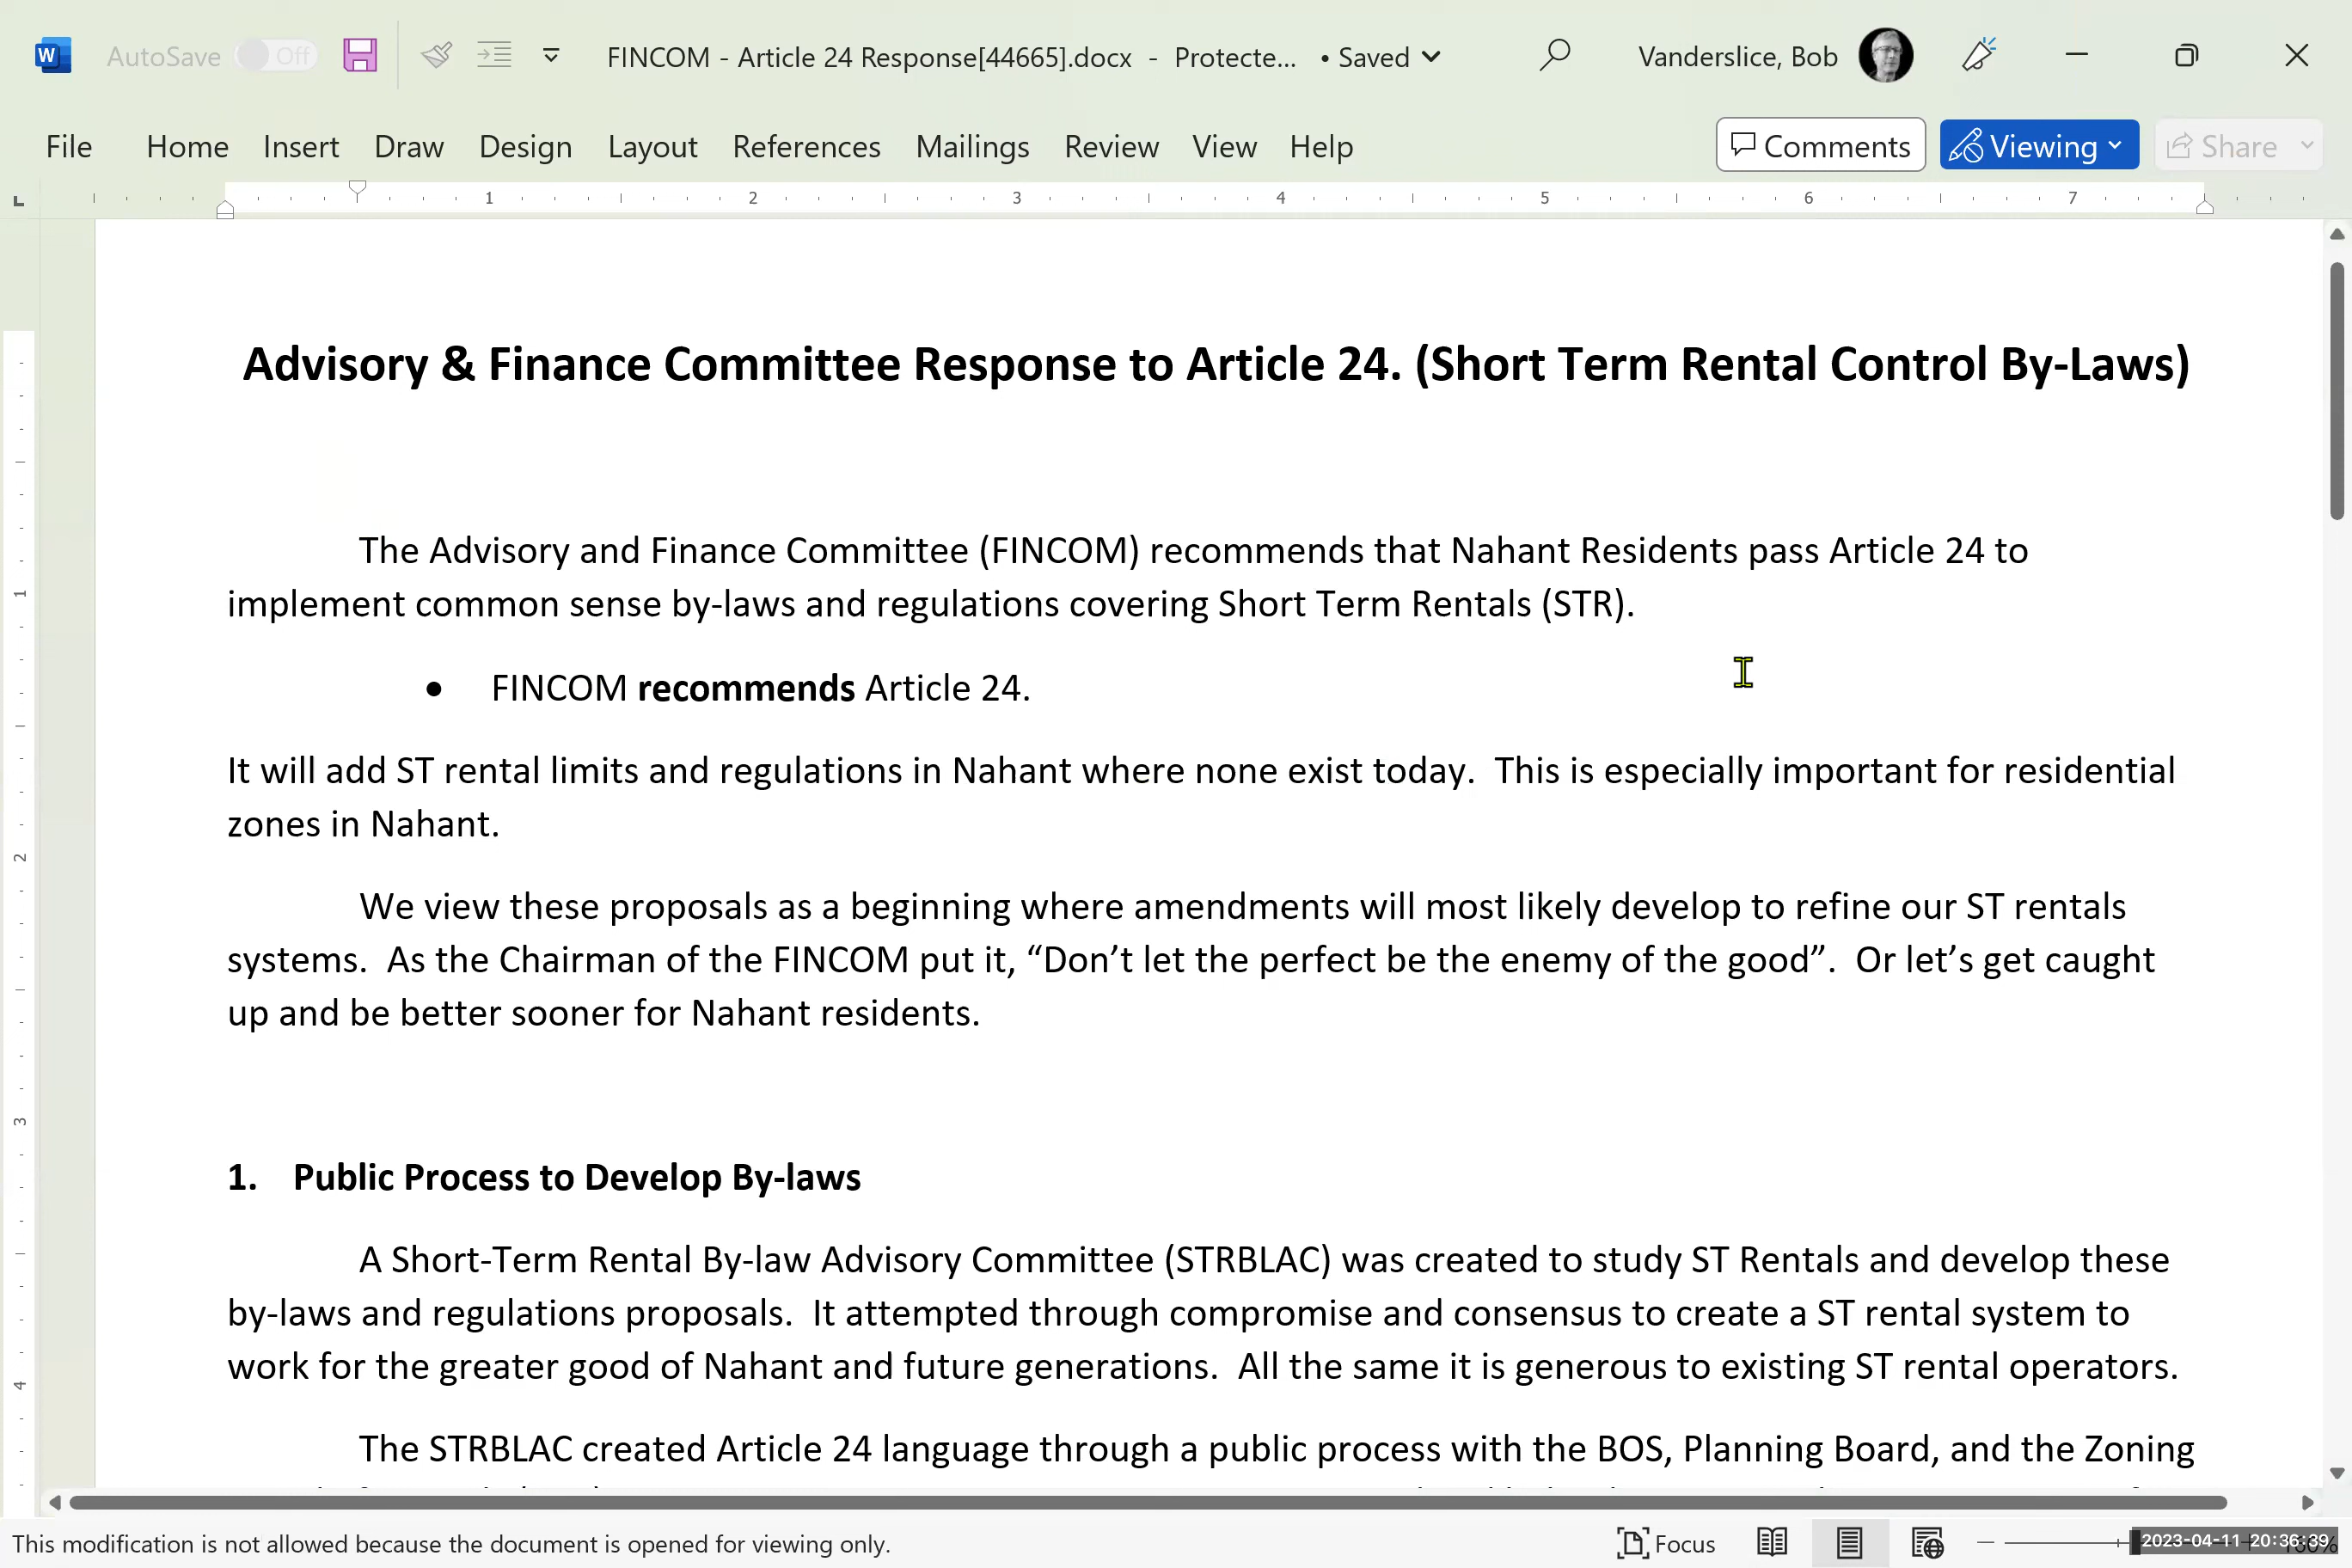 W AutoSave Off FINCOM - Article 24 Response[44665].docx - Protecte... • Saved Vanderslice, Bob
File Home Insert Draw Design Layout References Mailings Review View Help Comments Viewing Share
1 2 3 4 5 6 7
Advisory & Finance Committee Response to Article 24. (Short Term Rental Control By-Laws)
The Advisory and Finance Committee (FINCOM) recommends that Nahant Residents pass Article 24 to
implement common sense by-laws and regulations covering Short Term Rentals (STR).
• FINCOM recommends Article 24.
It will add ST rental limits and regulations in Nahant where none exist today.  This is especially important for residential
zones in Nahant.
We view these proposals as a beginning where amendments will most likely develop to refine our ST rentals
systems.  As the Chairman of the FINCOM put it, “Don’t let the perfect be the enemy of the good”.  Or let’s get caught
up and be better sooner for Nahant residents.
1. Public Process to Develop By-laws
A Short-Term Rental By-law Advisory Committee (STRBLAC) was created to study ST Rentals and develop these
by-laws and regulations proposals.  It attempted through compromise and consensus to create a ST rental system to
work for the greater good of Nahant and future generations.  All the same it is generous to existing ST rental operators.
The STRBLAC created Article 24 language through a public process with the BOS, Planning Board, and the Zoning
1
2
3
4
This modification is not allowed because the document is opened for viewing only. Focus 2023-04-11 20:36:39